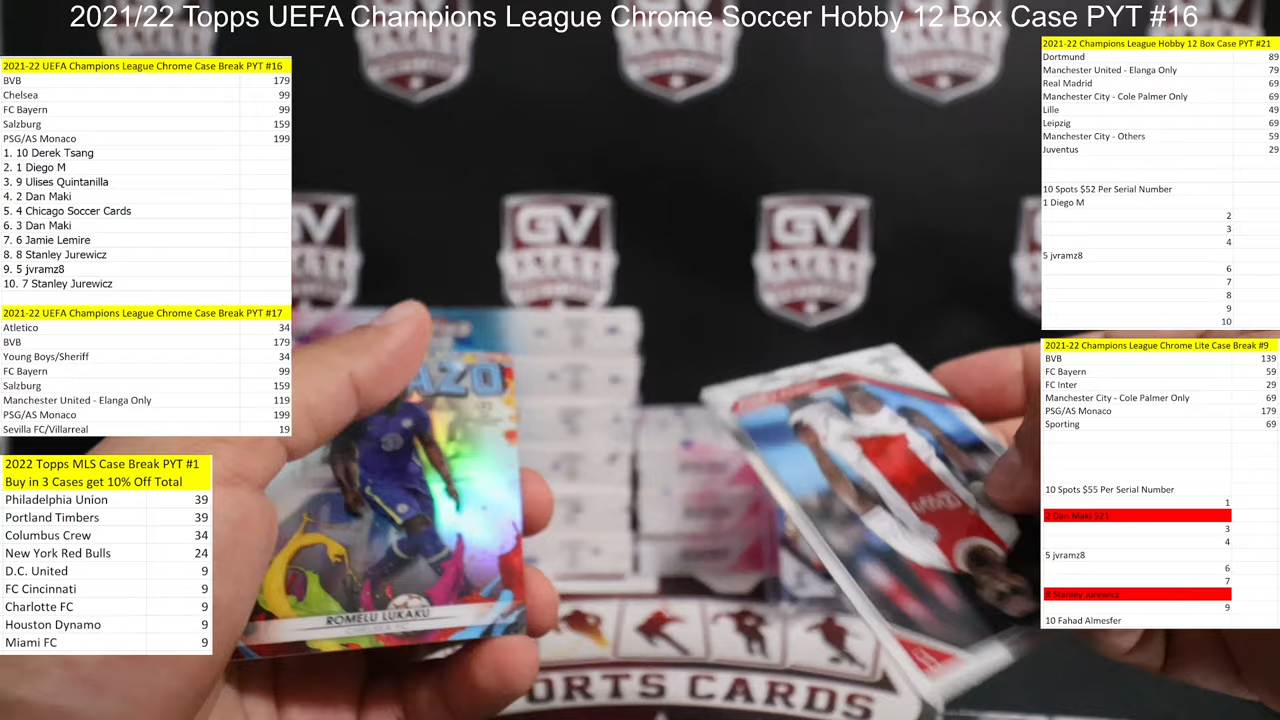 2021/22 Topps UEFA Champions League Chrome Soccer Hobby 12 Box Case PYT #16
2021-22 UEFA Champions League Chrome Case Break PYT #16
BVB 179
Chelsea 99
FC Bayern 99
Salzburg 159
PSG/AS Monaco 199
1. 10 Derek Tsang
2. 1 Diego M
3. 9 Ulises Quintanilla
4. 2 Dan Maki
5. 4 Chicago Soccer Cards
6. 3 Dan Maki
7. 6 Jamie Lemire
8. 8 Stanley Jurewicz
9. 5 jvramz8
10. 7 Stanley Jurewicz
2021-22 UEFA Champions League Chrome Case Break PYT #17
Atletico 34
BVB 179
Young Boys/Sheriff 34
FC Bayern 99
Salzburg 159
Manchester United - Elanga Only 119
PSG/AS Monaco 199
Sevilla FC/Villarreal 19
2022 Topps MLS Case Break PYT #1
Buy in 3 Cases get 10% Off Total
Philadelphia Union 39
Portland Timbers 39
Columbus Crew 34
New York Red Bulls 24
D.C. United 9
FC Cincinnati 9
Charlotte FC 9
Houston Dynamo 9
Miami FC 9
2021-22 Champions League Hobby 12 Box Case PYT #21
Dortmund 89
Manchester United - Elanga Only 79
Real Madrid 69
Manchester City - Cole Palmer Only 69
Lille 49
Leipzig 69
Manchester City - Others 59
Juventus 29
10 Spots $52 Per Serial Number
1 Diego M
2
3
4
5 jvramz8
6
7
8
9
10
2021-22 Champions League Chrome Lite Case Break #9
BVB 139
FC Bayern 59
FC Inter 29
Manchester City - Cole Palmer Only 69
PSG/AS Monaco 179
Sporting 69
10 Spots $55 Per Serial Number
1
2 Dan Maki $21
3
4
5 jvramz8
6
7
8 Stanley Jurewicz
9
10 Fahad Almesfer
GV
GV
GV
AZO
ROMELU LUKAKU
CHELSEA FC
ORTS CARDS